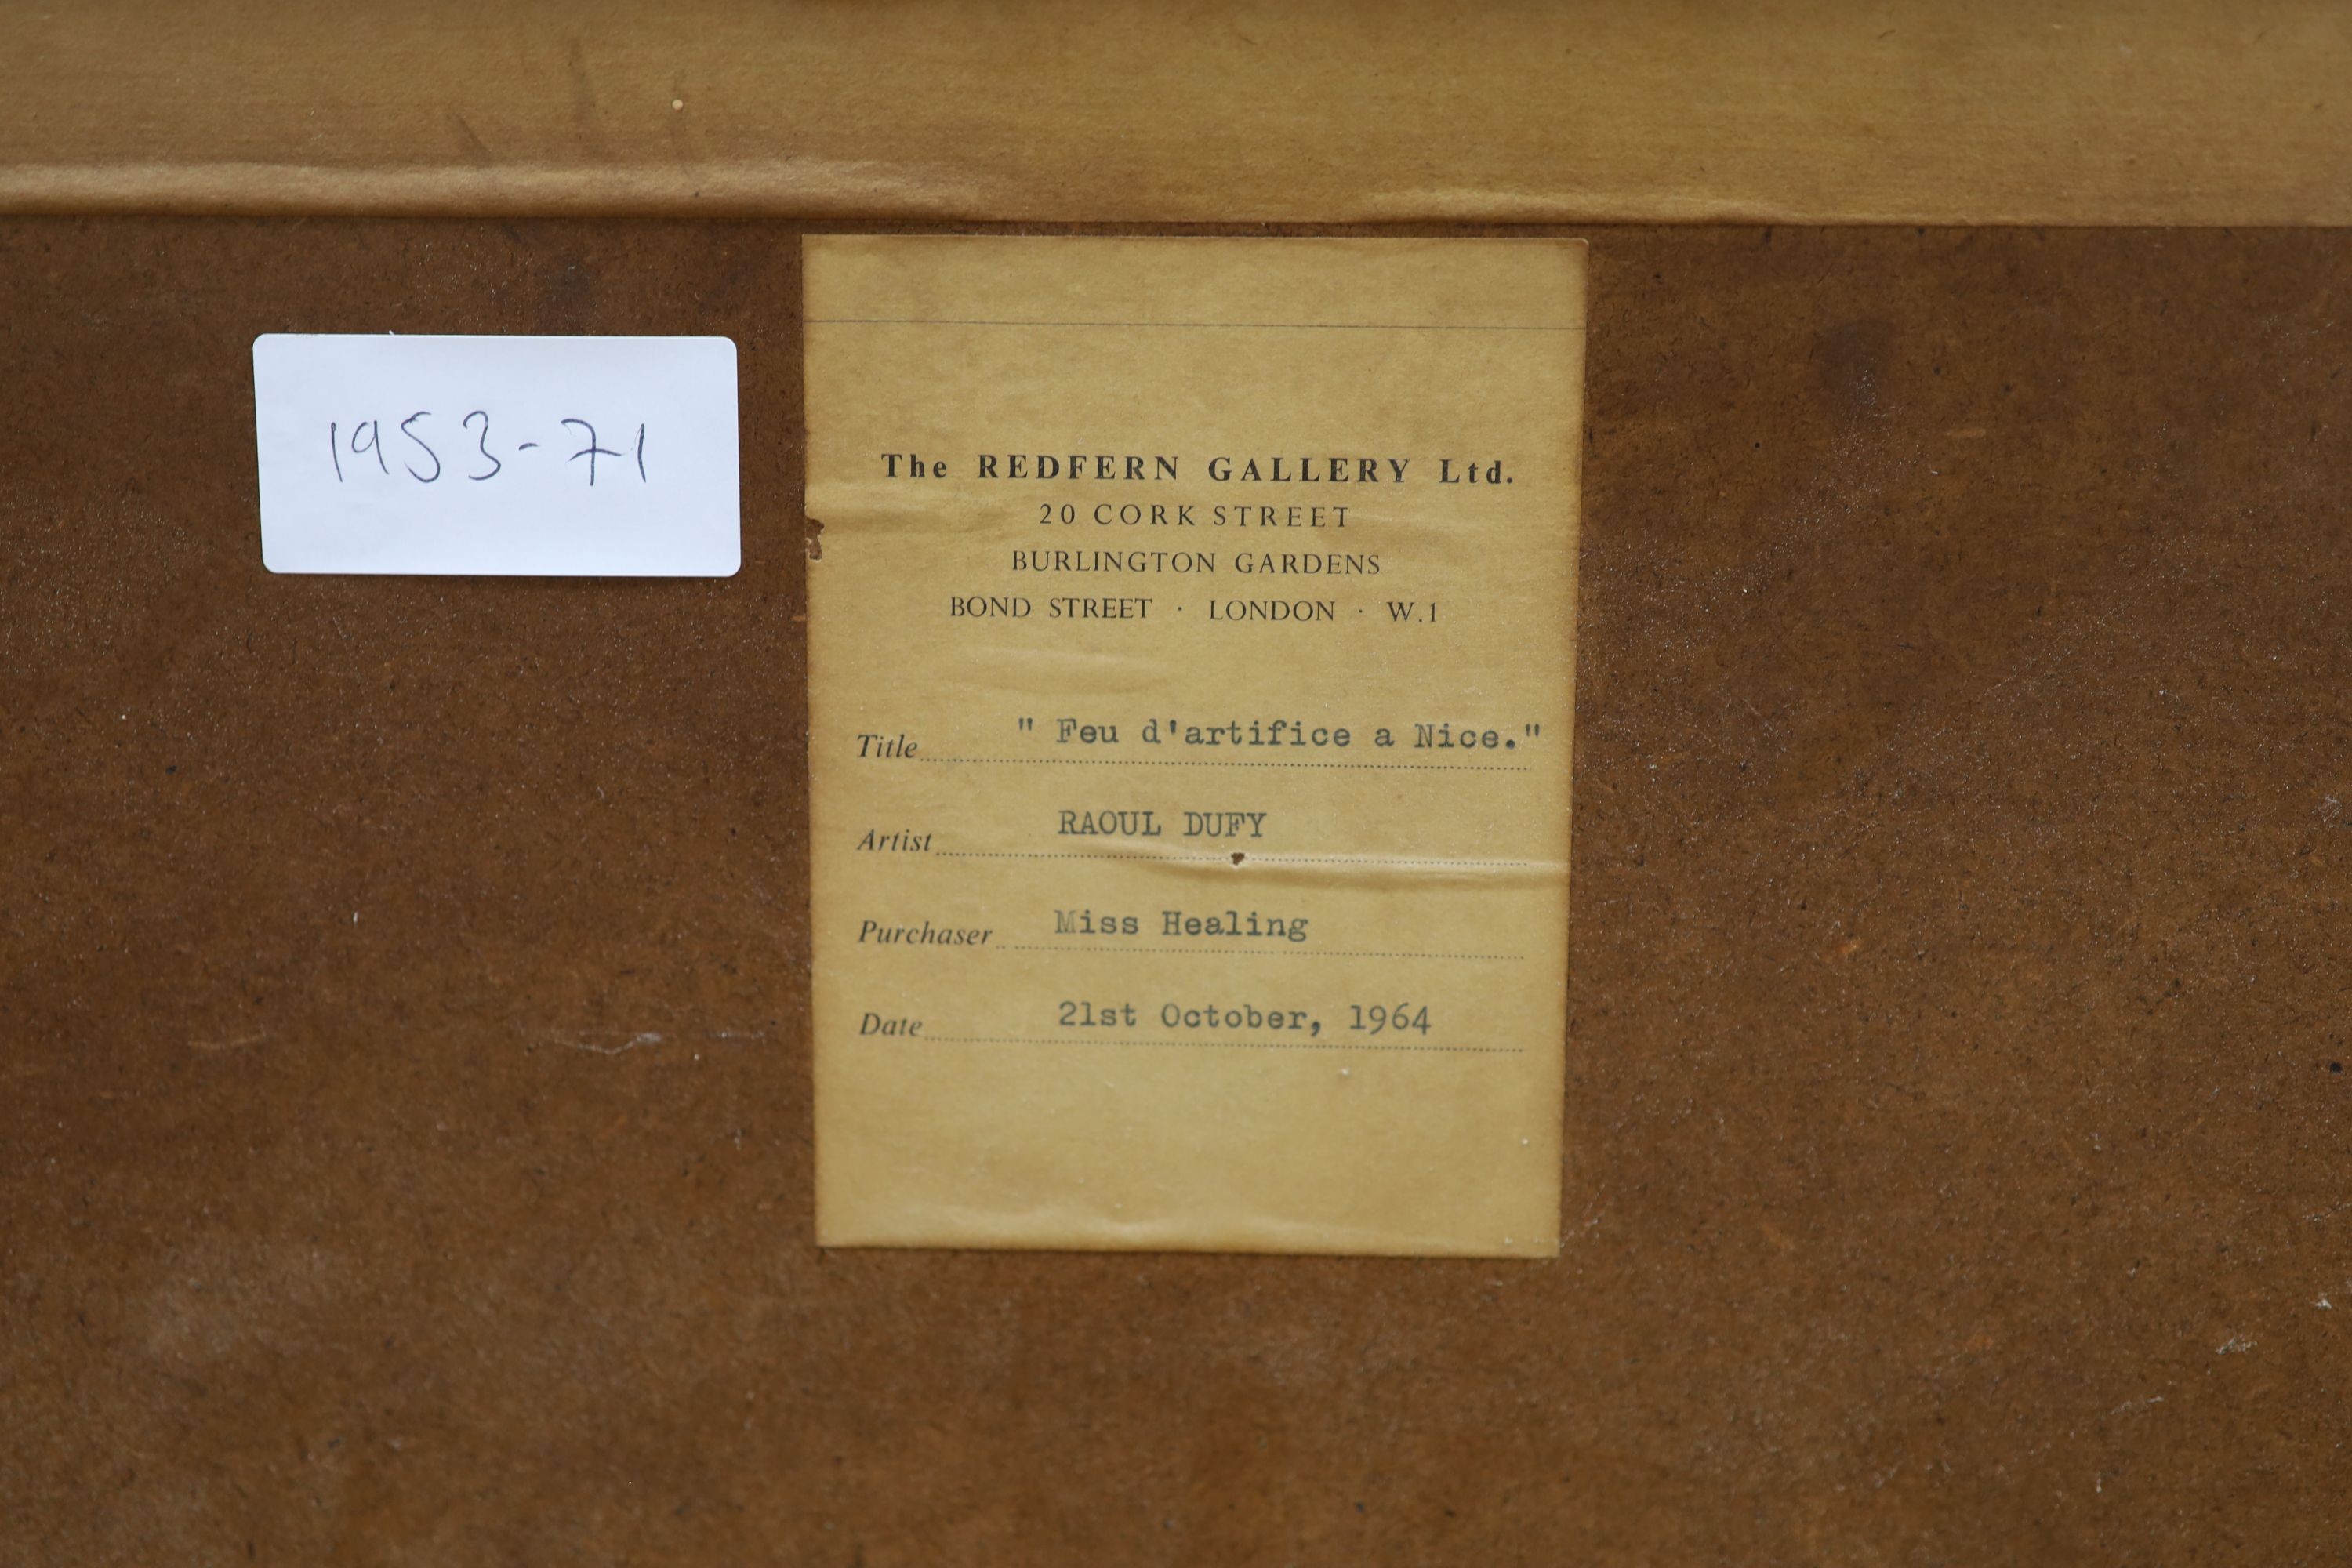 1953-71
The REDFERN GALLERY Ltd.
20 CORK STREET
BURLINGTON GARDENS
BOND STREET · LONDON · W.1
Title " Feu d'artifice a Nice."
Artist RAOUL DUFY
Purchaser Miss Healing
Date 21st October, 1964